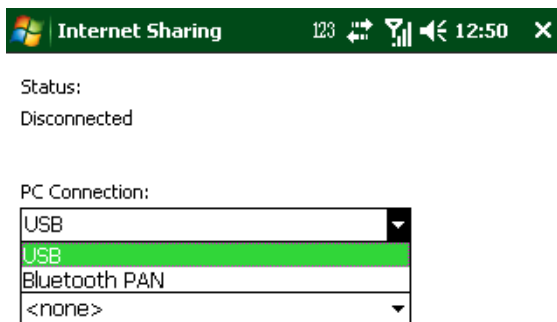 Internet Sharing 123 12:50
Status:
Disconnected
PC Connection:
USB
USB
Bluetooth PAN
<none>